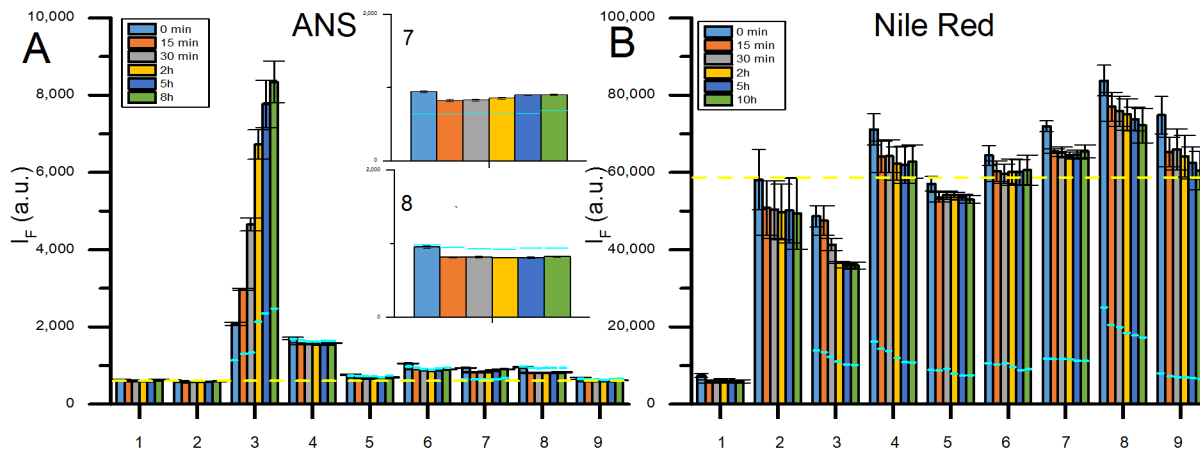 A
ANS
10,000
8,000
6,000
4,000
2,000
0
I_F (a.u.)
0 min
15 min
30 min
2h
5h
8h
1 2 3 4 5 6 7 8 9
7
2,000
0
8
2,000
0
B
Nile Red
100,000
80,000
60,000
40,000
20,000
0
I_F (a.u.)
0 min
15 min
30 min
2h
5h
10h
1 2 3 4 5 6 7 8 9